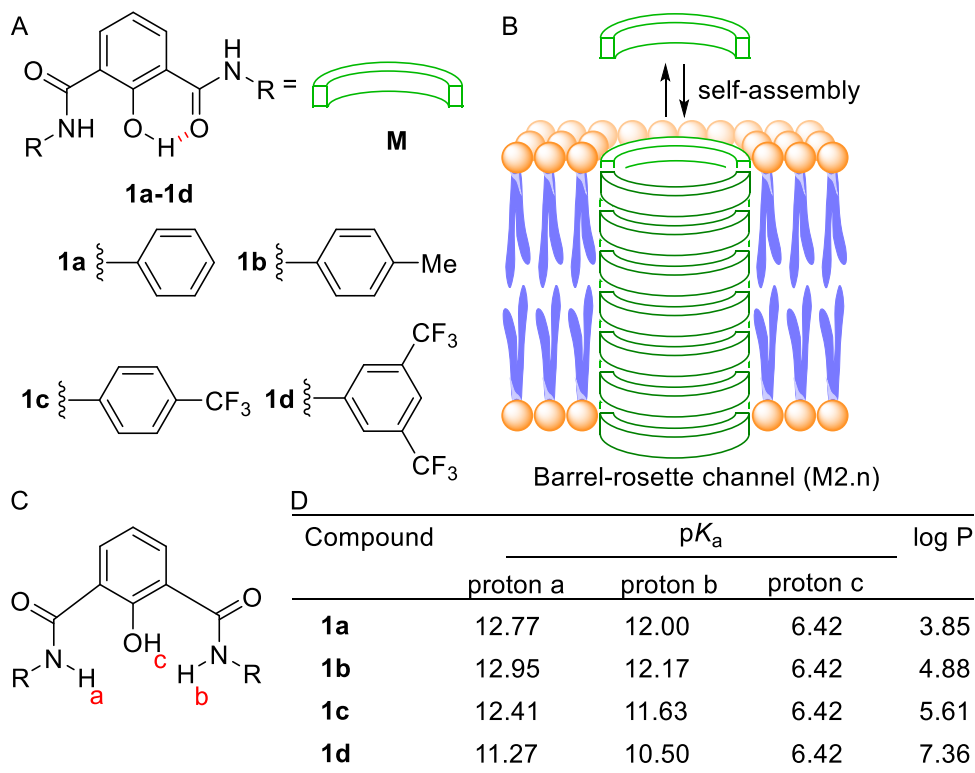 A
B
H
O
N
R =
NH
O
H
O
R
M
self-assembly
1a-1d
1a
1b
Me
CF3
CF3
1c
CF3
1d
CF3
Barrel-rosette channel (M2.n)
C
O
O
OH
N
H
c
H
N
R
R
a
b
D
Compound pKa log P
proton a proton b proton c
1a 12.77 12.00 6.42 3.85
1b 12.95 12.17 6.42 4.88
1c 12.41 11.63 6.42 5.61
1d 11.27 10.50 6.42 7.36